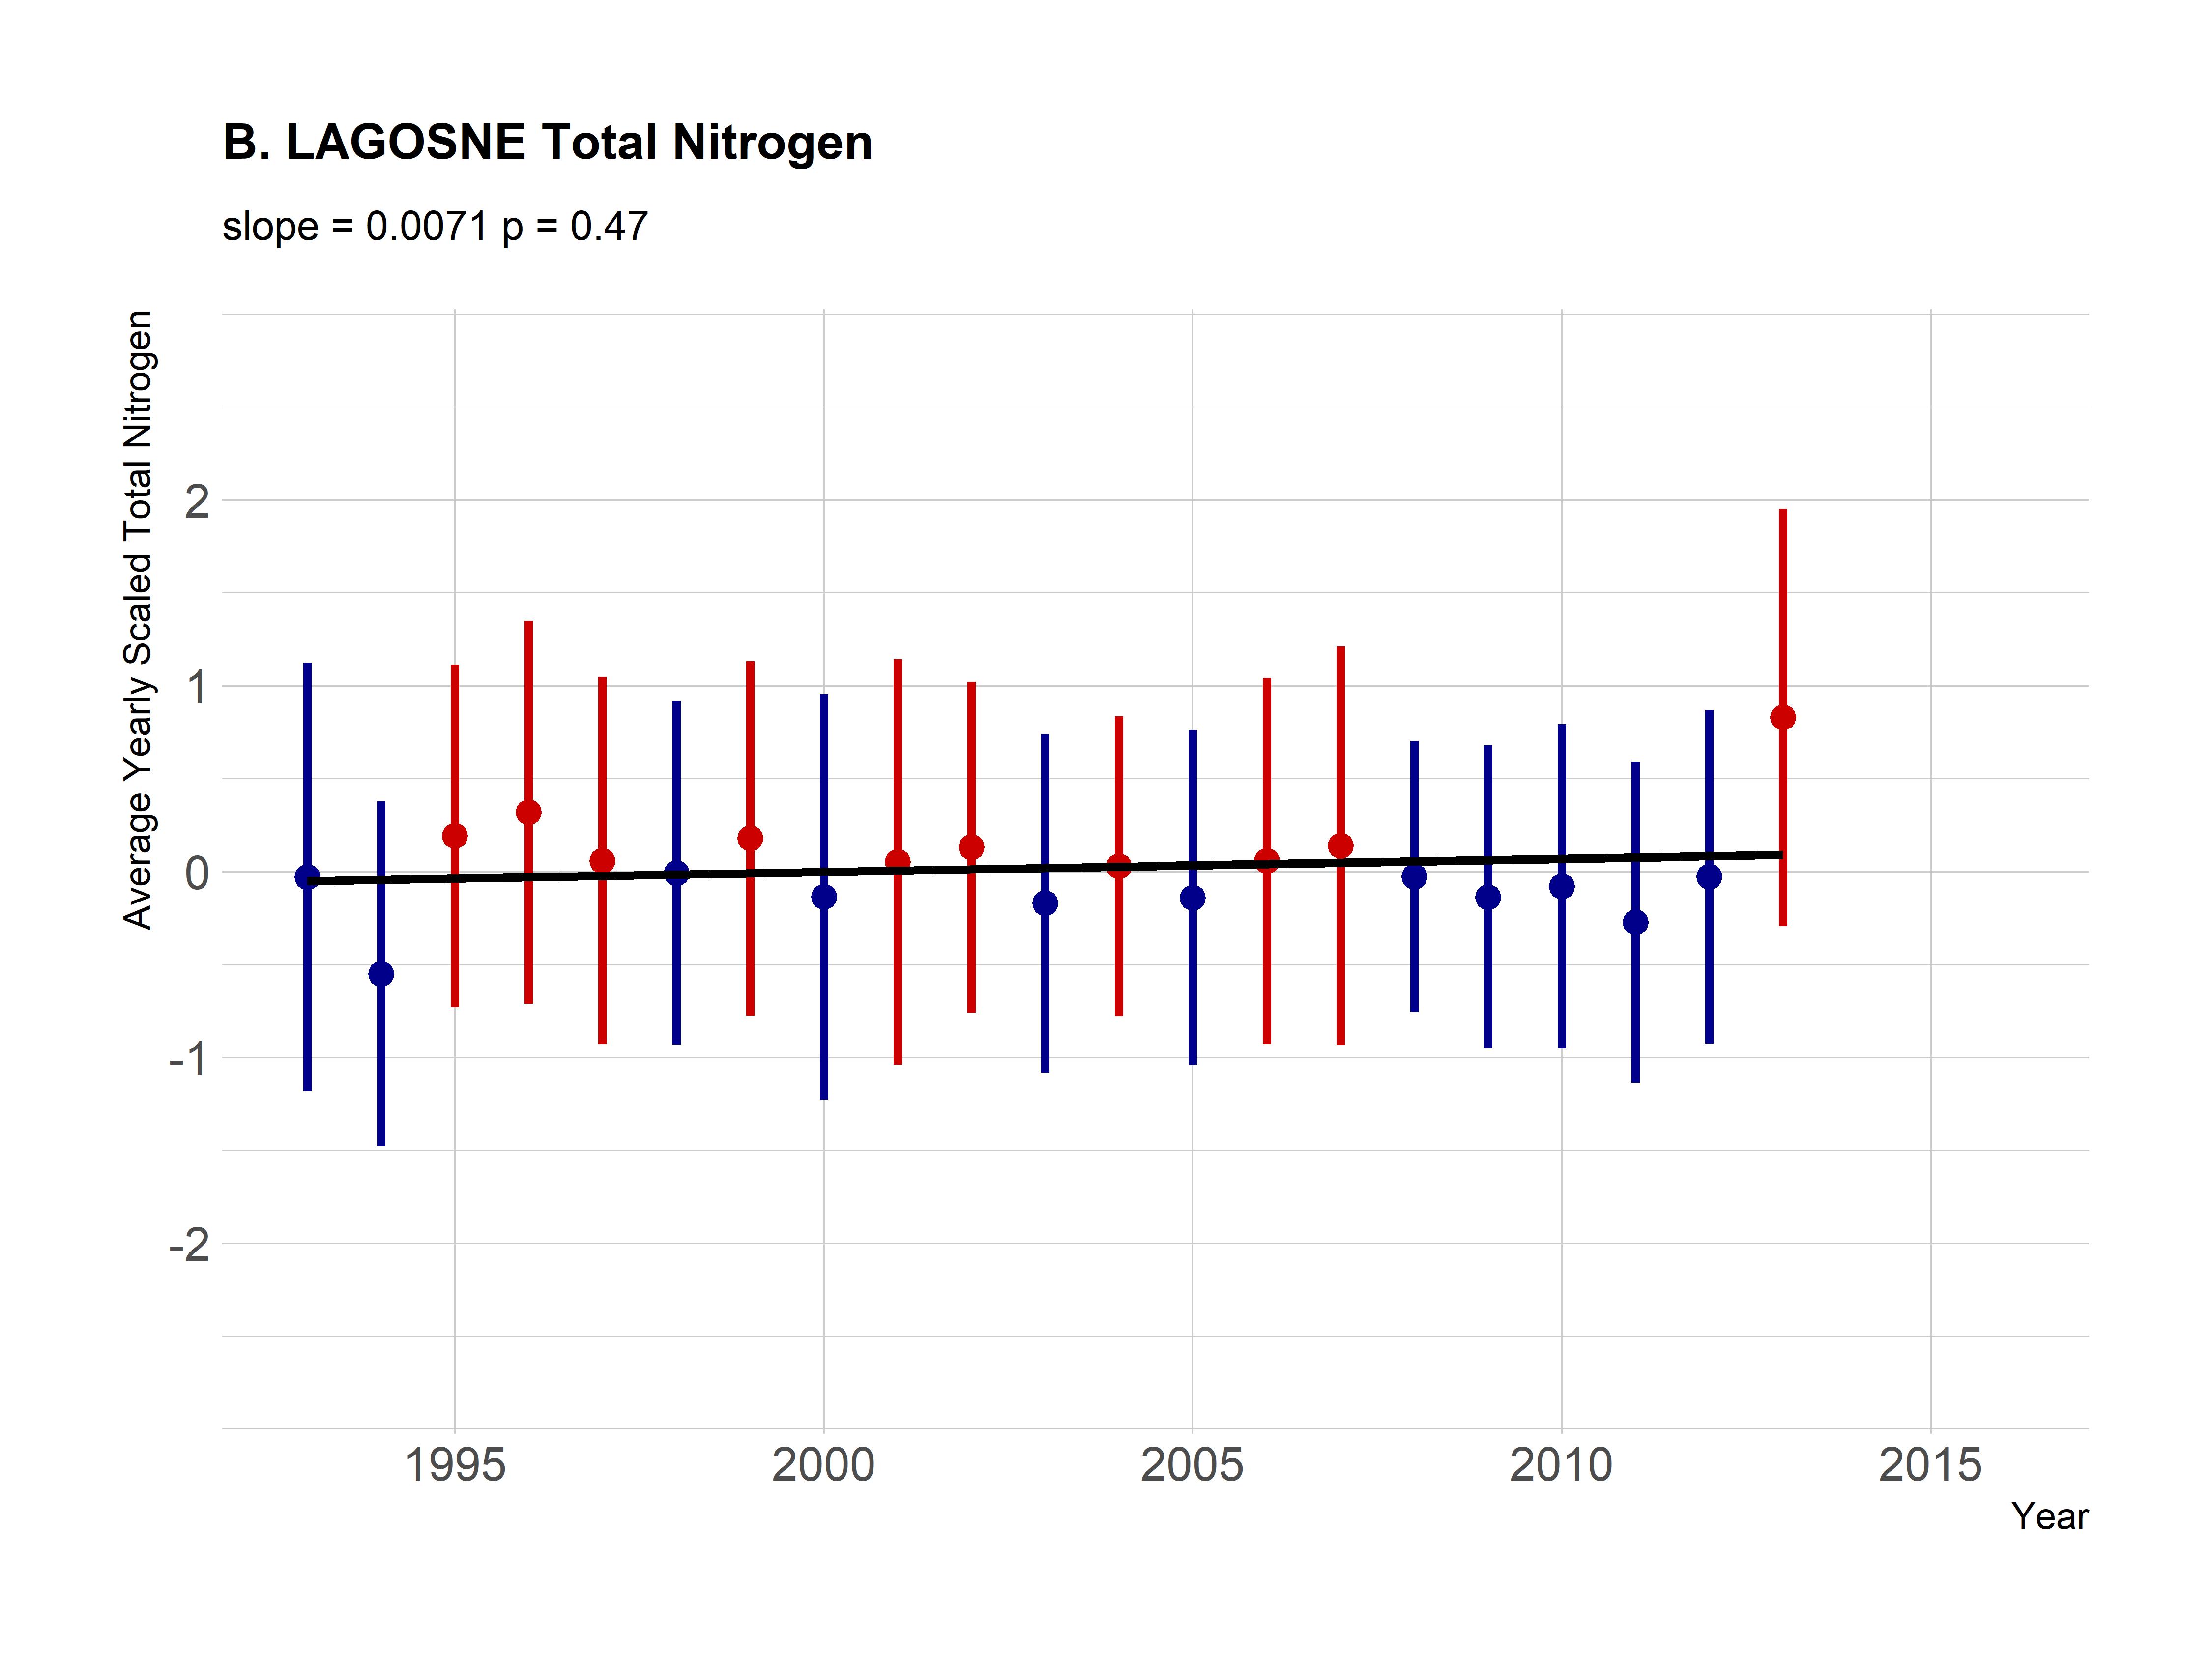 B. LAGOSNE Total Nitrogen
slope = 0.0071 p = 0.47
Average Yearly Scaled Total Nitrogen
2
1
0
-1
-2
1995 2000 2005 2010 2015
Year